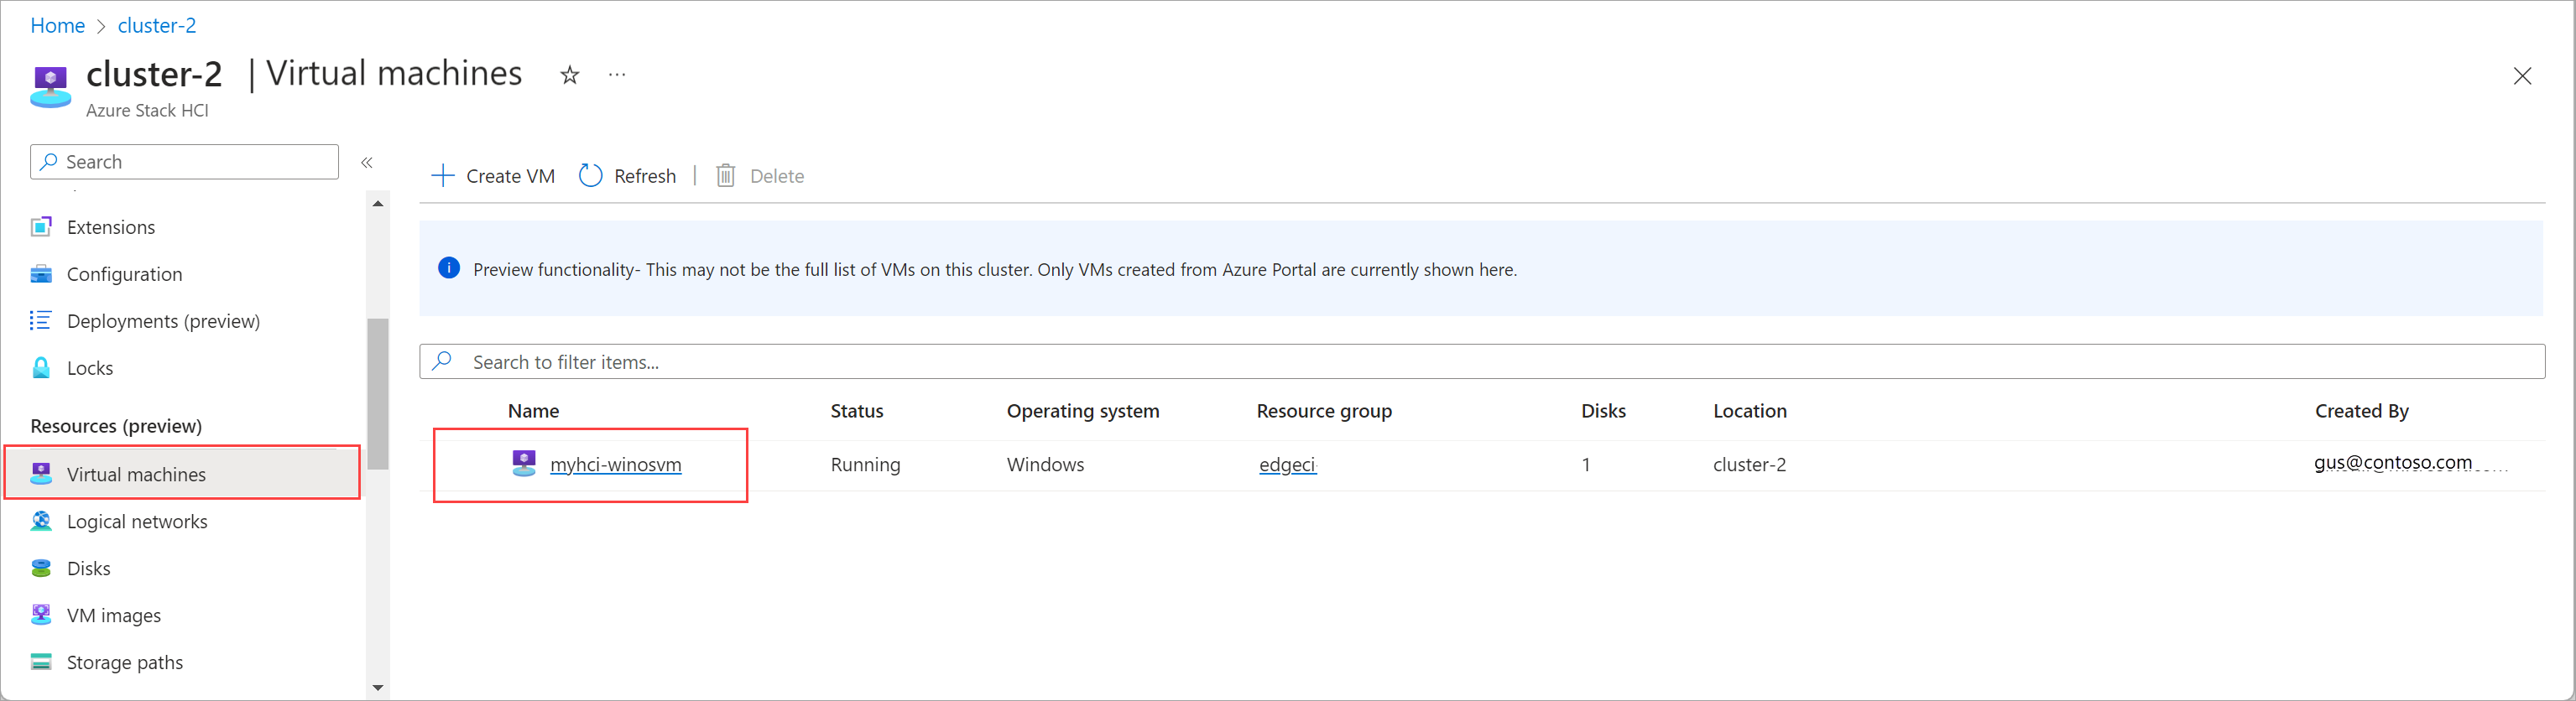 Home > cluster-2
cluster-2 | Virtual machines ☆ ···
Azure Stack HCI
Search «
Extensions
Configuration
Deployments (preview)
Locks
Resources (preview)
Virtual machines
Logical networks
Disks
VM images
Storage paths
+ Create VM Refresh | Delete
Preview functionality- This may not be the full list of VMs on this cluster. Only VMs created from Azure Portal are currently shown here.
Search to filter items...
Name Status Operating system Resource group Disks Location Created By
myhci-winosvm Running Windows edgeci 1 cluster-2 gus@contoso.com